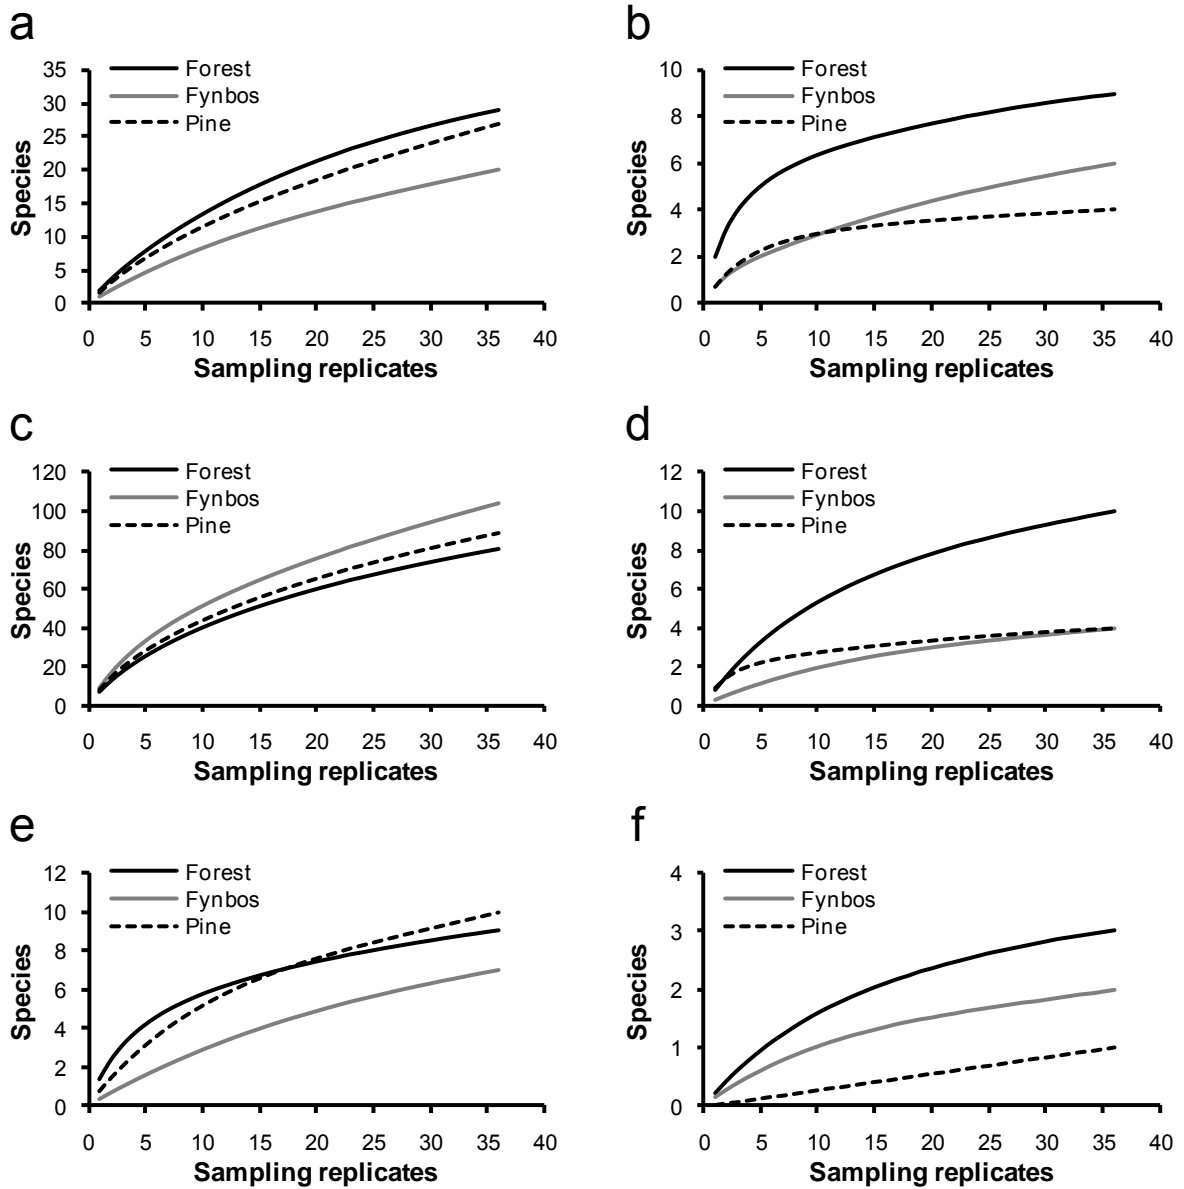 a
Forest
Fynbos
Pine
35
30
25
20
15
10
5
0
Species
0 5 10 15 20 25 30 35 40
Sampling replicates
b
Forest
Fynbos
Pine
10
8
6
4
2
0
Species
0 5 10 15 20 25 30 35 40
Sampling replicates
c
Forest
Fynbos
Pine
120
100
80
60
40
20
0
Species
0 5 10 15 20 25 30 35 40
Sampling replicates
d
Forest
Fynbos
Pine
12
10
8
6
4
2
0
Species
0 5 10 15 20 25 30 35 40
Sampling replicates
e
Forest
Fynbos
Pine
12
10
8
6
4
2
0
Species
0 5 10 15 20 25 30 35 40
Sampling replicates
f
Forest
Fynbos
Pine
4
3
2
1
0
Species
0 5 10 15 20 25 30 35 40
Sampling replicates